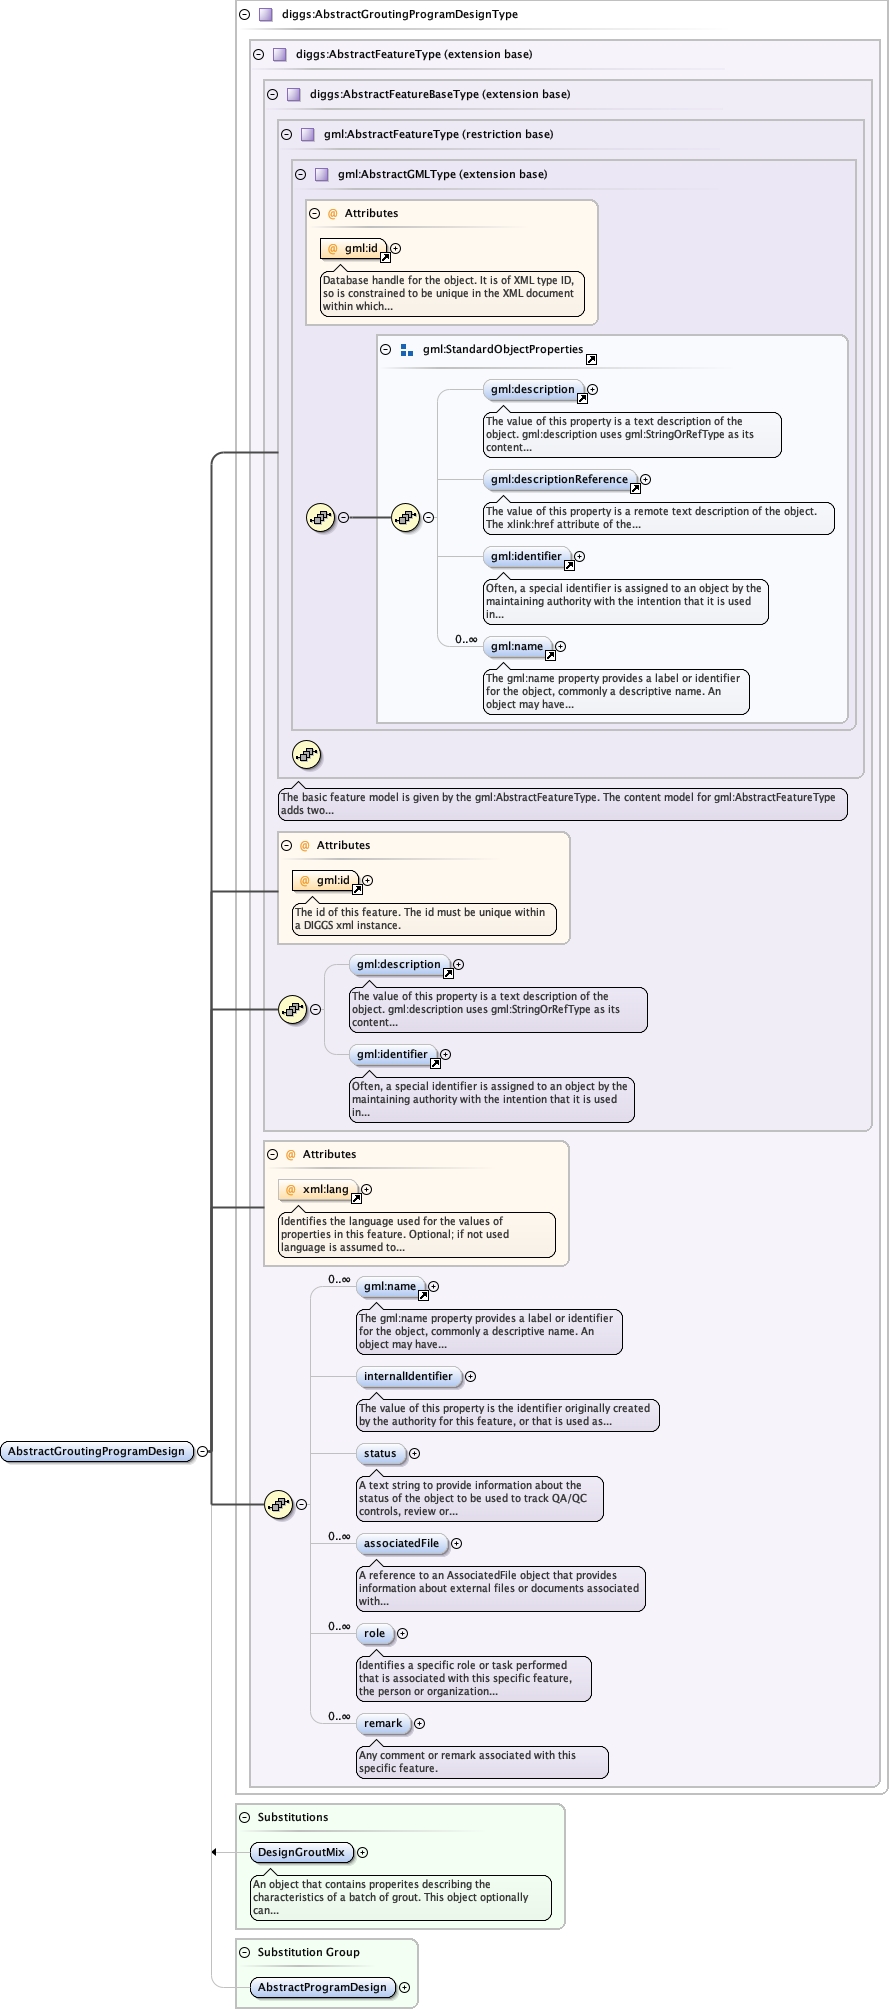 diggs:AbstractGroutingProgramDesignType
diggs:AbstractFeatureType (extension base)
diggs:AbstractFeatureBaseType (extension base)
gml:AbstractFeatureType (restriction base)
gml:AbstractGMLType (extension base)
@ Attributes
@ gml:id
Database handle for the object. It is of XML type ID,
so is constrained to be unique in the XML document
within which...
gml:StandardObjectProperties
gml:description
The value of this property is a text description of the
object. gml:description uses gml:StringOrRefType as its
content...
gml:descriptionReference
The value of this property is a remote text description of the object.
The xlink:href attribute of the...
gml:identifier
Often, a special identifier is assigned to an object by the
maintaining authority with the intention that it is used
in...
0..∞
gml:name
The gml:name property provides a label or identifier
for the object, commonly a descriptive name. An
object may have...
The basic feature model is given by the gml:AbstractFeatureType. The content model for gml:AbstractFeatureType
adds two...
@ Attributes
@ gml:id
The id of this feature. The id must be unique within
a DIGGS xml instance.
gml:description
The value of this property is a text description of the
object. gml:description uses gml:StringOrRefType as its
content...
gml:identifier
Often, a special identifier is assigned to an object by the
maintaining authority with the intention that it is used
in...
@ Attributes
@ xml:lang
Identifies the language used for the values of
properties in this feature. Optional; if not used
language is assumed to...
0..∞
gml:name
The gml:name property provides a label or identifier
for the object, commonly a descriptive name. An
object may have...
internalIdentifier
The value of this property is the identifier originally created
by the authority for this feature, or that is used as...
AbstractGroutingProgramDesign
status
A text string to provide information about the
status of the object to be used to track QA/QC
controls, review or...
0..∞
associatedFile
A reference to an AssociatedFile object that provides
information about external files or documents associated
with...
0..∞
role
Identifies a specific role or task performed
that is associated with this specific feature,
the person or organization...
0..∞
remark
Any comment or remark associated with this
specific feature.
Substitutions
DesignGroutMix
An object that contains properites describing the
characteristics of a batch of grout. This object optionally
can...
Substitution Group
AbstractProgramDesign